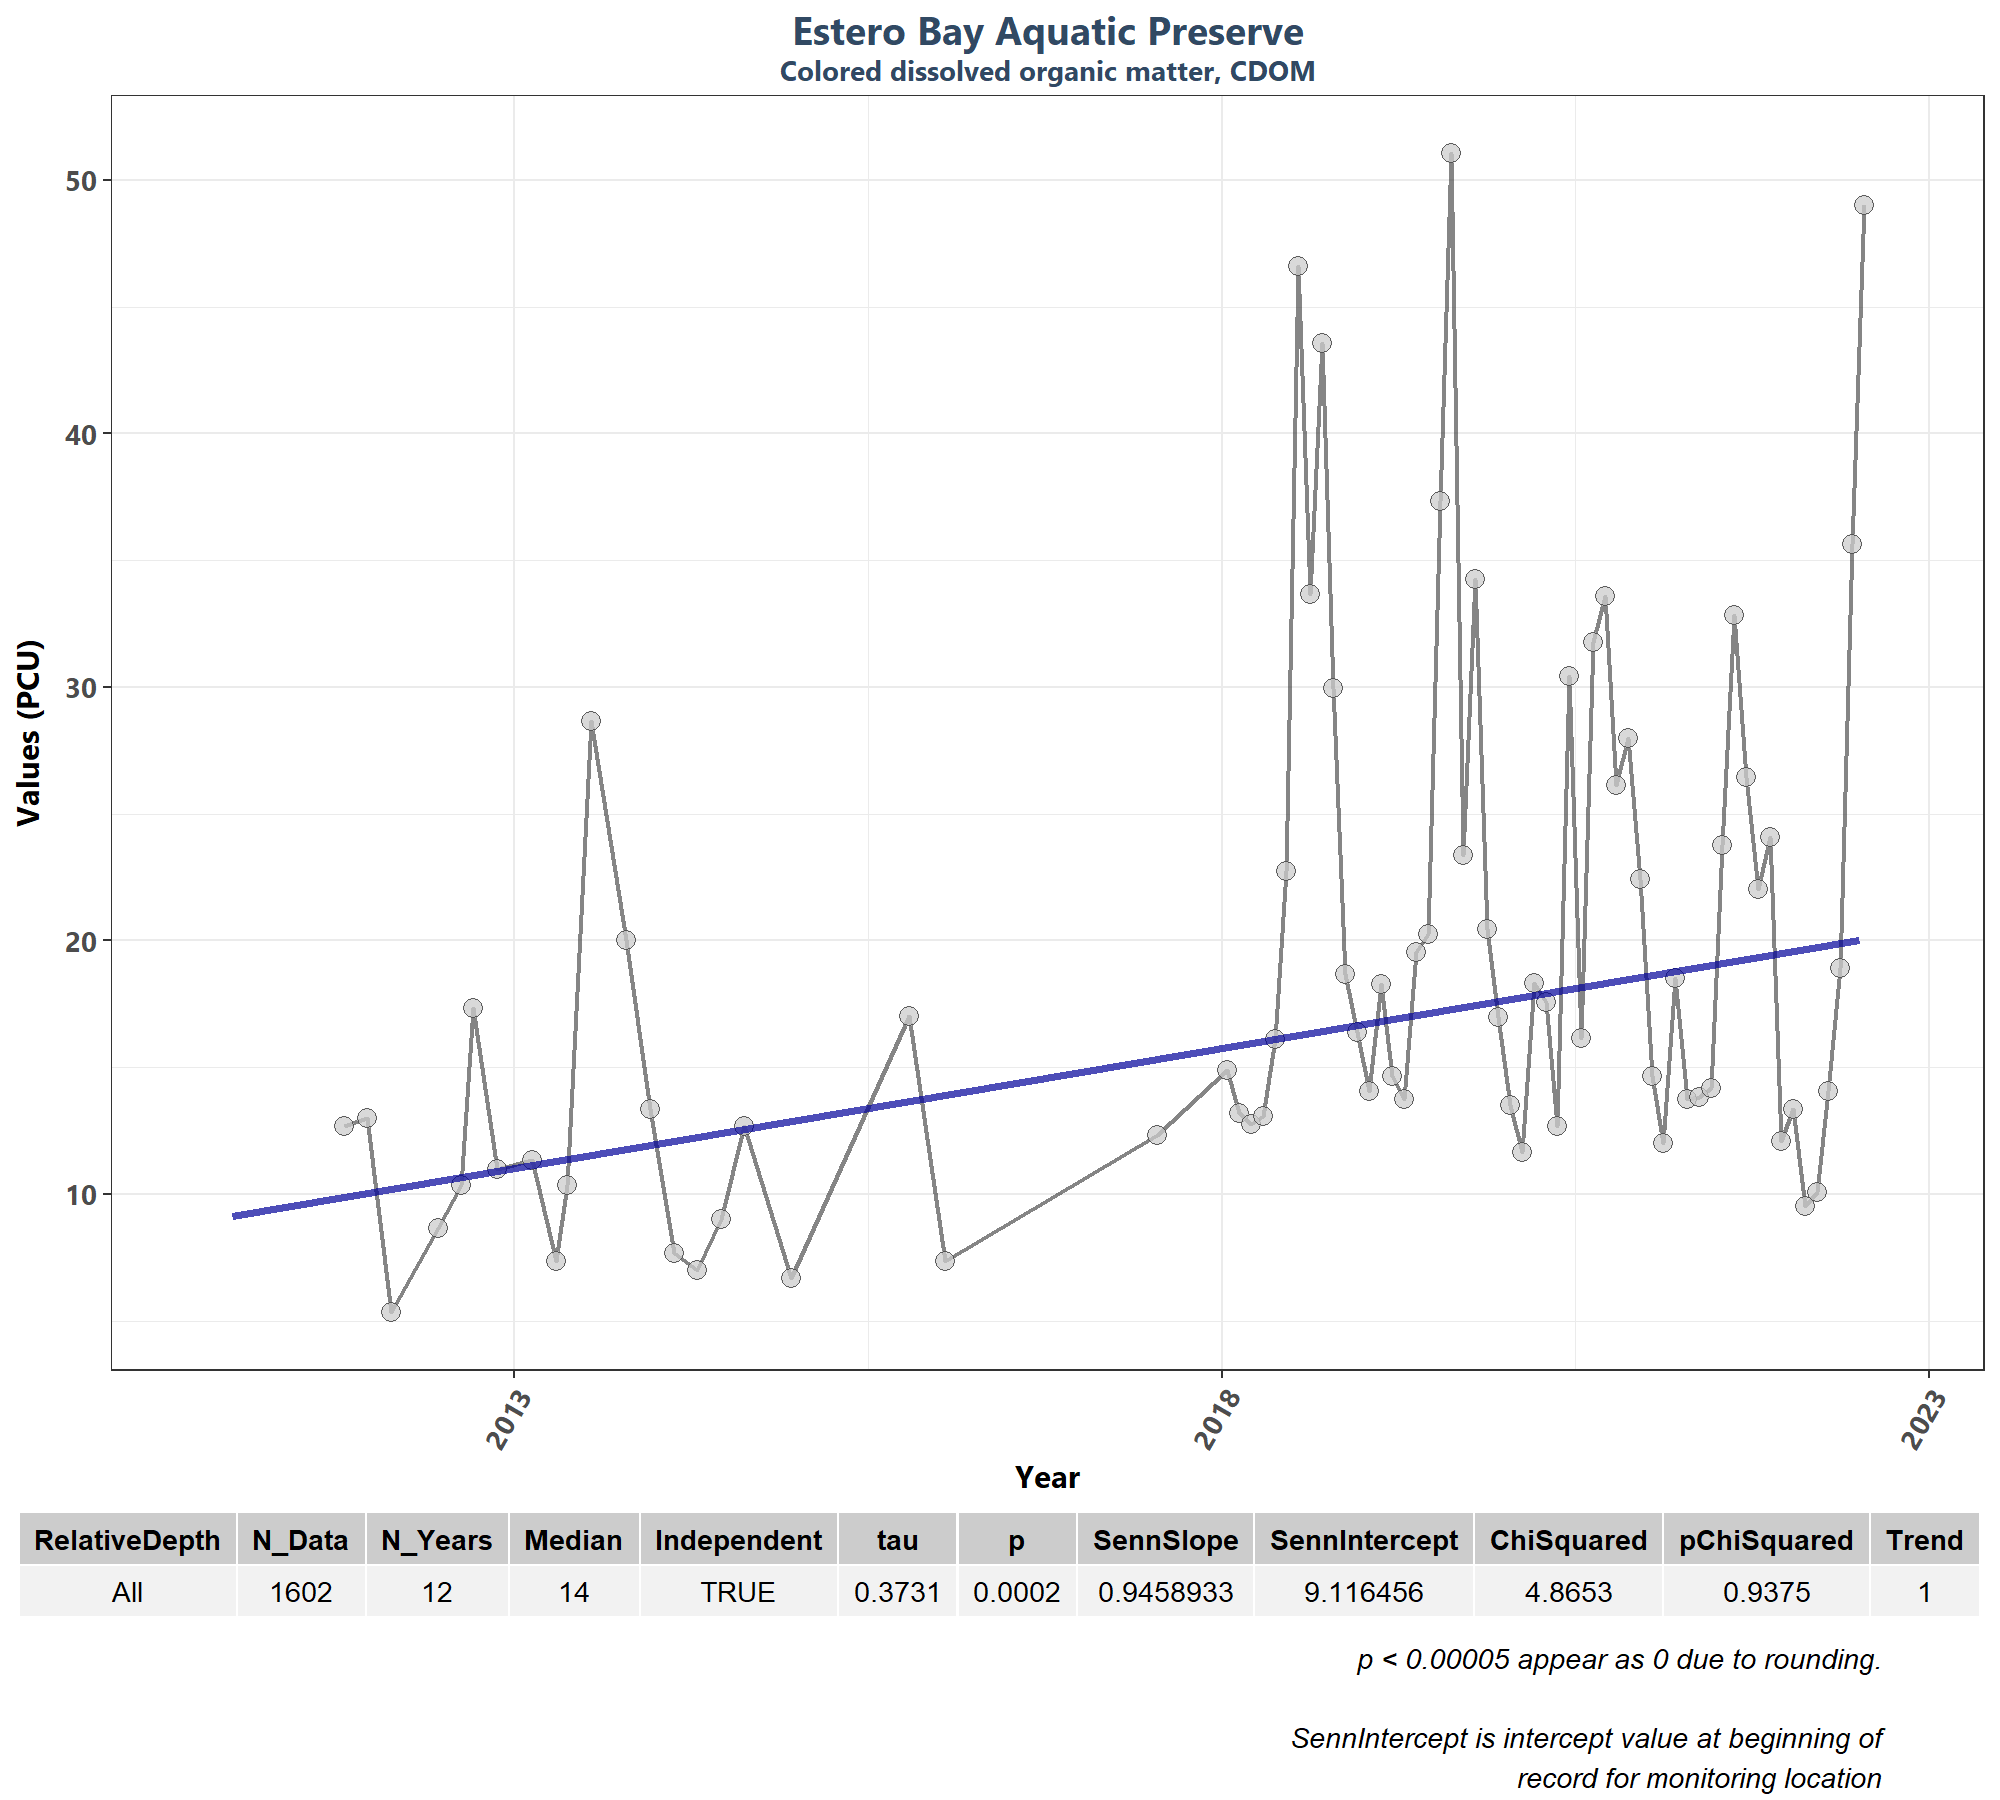 Estero Bay Aquatic Preserve
Colored dissolved organic matter, CDOM
Values (PCU)
50
40
30
20
10
2013
2018
2023
Year
RelativeDepth N_Data N_Years Median Independent tau p SennSlope SennIntercept ChiSquared pChiSquared Trend
All 1602 12 14 TRUE 0.3731 0.0002 0.9458933 9.116456 4.8653 0.9375 1
p < 0.00005 appear as 0 due to rounding.
SennIntercept is intercept value at beginning of
record for monitoring location